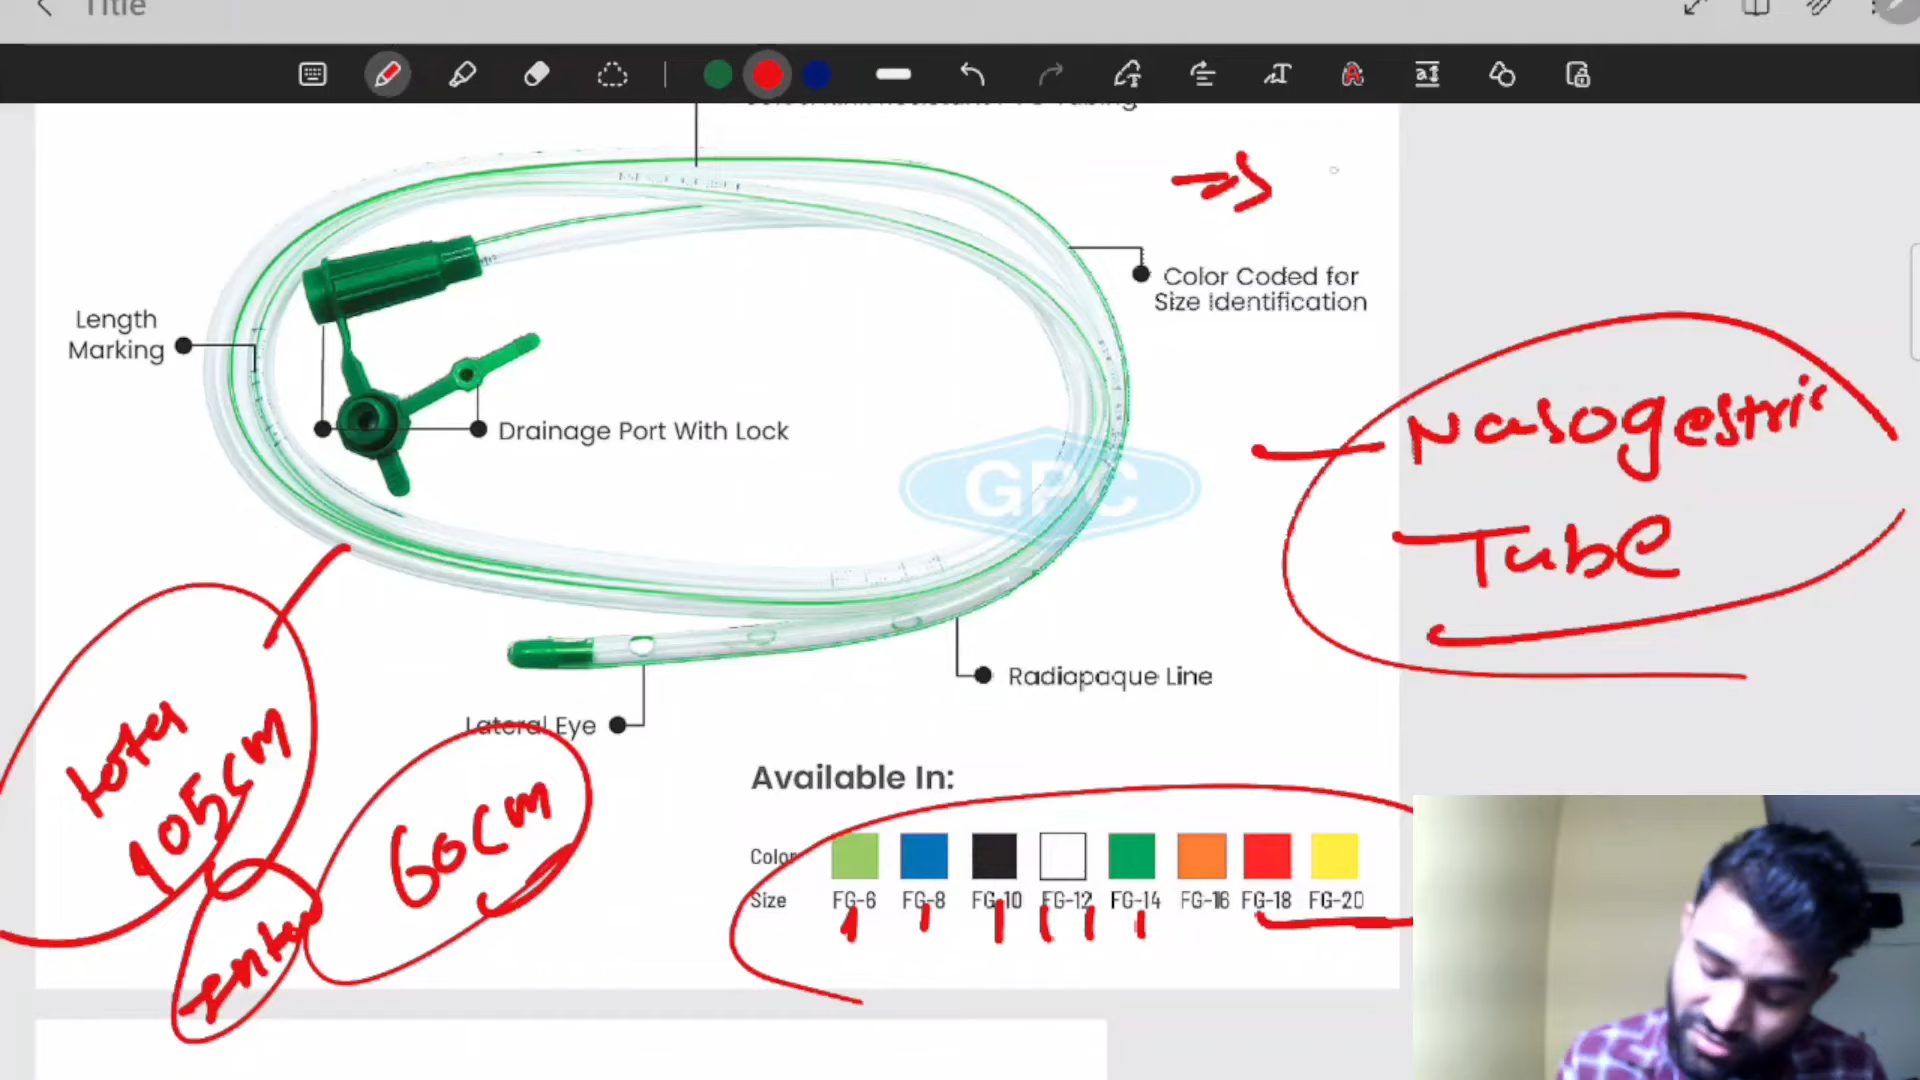 Title
Color Coded for
Size Identification
Length
Marking
Drainage Port With Lock
GPC
Nasogestric
Tube
Radiopaque Line
Lateral Eye
total
105cm
60cm
Available In:
Color
Size FG-6 FG-8 FG-10 FG-12 FG-14 FG-16 FG-18 FG-20